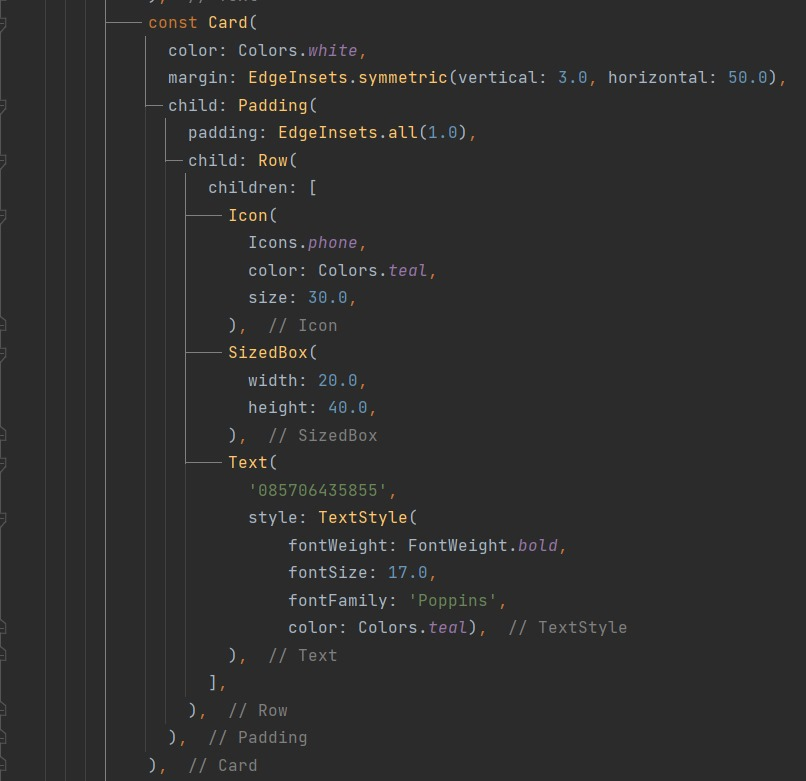 const Card(
color: Colors.white,
margin: EdgeInsets.symmetric(vertical: 3.0, horizontal: 50.0),
child: Padding(
padding: EdgeInsets.all(1.0),
child: Row(
children: [
Icon(
Icons.phone,
color: Colors.teal,
size: 30.0,
), // Icon
SizedBox(
width: 20.0,
height: 40.0,
), // SizedBox
Text(
'085706435855',
style: TextStyle(
fontWeight: FontWeight.bold,
fontSize: 17.0,
fontFamily: 'Poppins',
color: Colors.teal), // TextStyle
), // Text
],
), // Row
), // Padding
), // Card